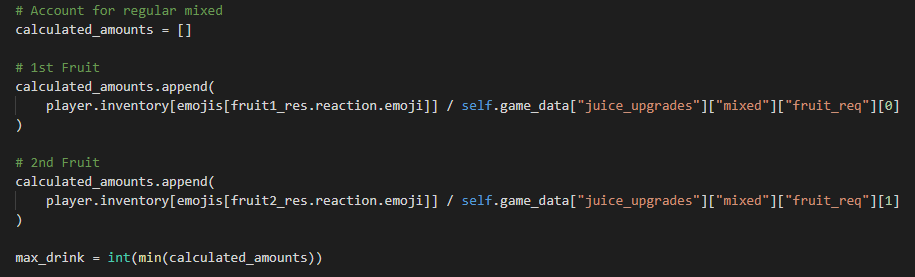 # Account for regular mixed
calculated_amounts = []

# 1st Fruit
calculated_amounts.append(
    player.inventory[emojis[fruit1_res.reaction.emoji]] / self.game_data["juice_upgrades"]["mixed"]["fruit_req"][0]
)

# 2nd Fruit
calculated_amounts.append(
    player.inventory[emojis[fruit2_res.reaction.emoji]] / self.game_data["juice_upgrades"]["mixed"]["fruit_req"][1]
)

max_drink = int(min(calculated_amounts))